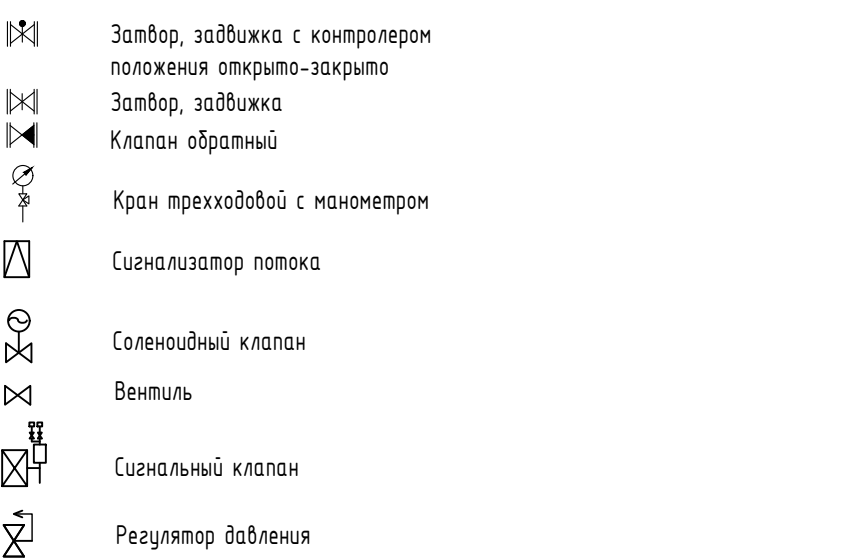 Затвор, задвижка с контролером
положения открыто-закрыто
Затвор, задвижка
Клапан обратный
Кран трехходовой с манометром
Сигнализатор потока
Соленоидный клапан
Вентиль
Сигнальный клапан
Регулятор давления